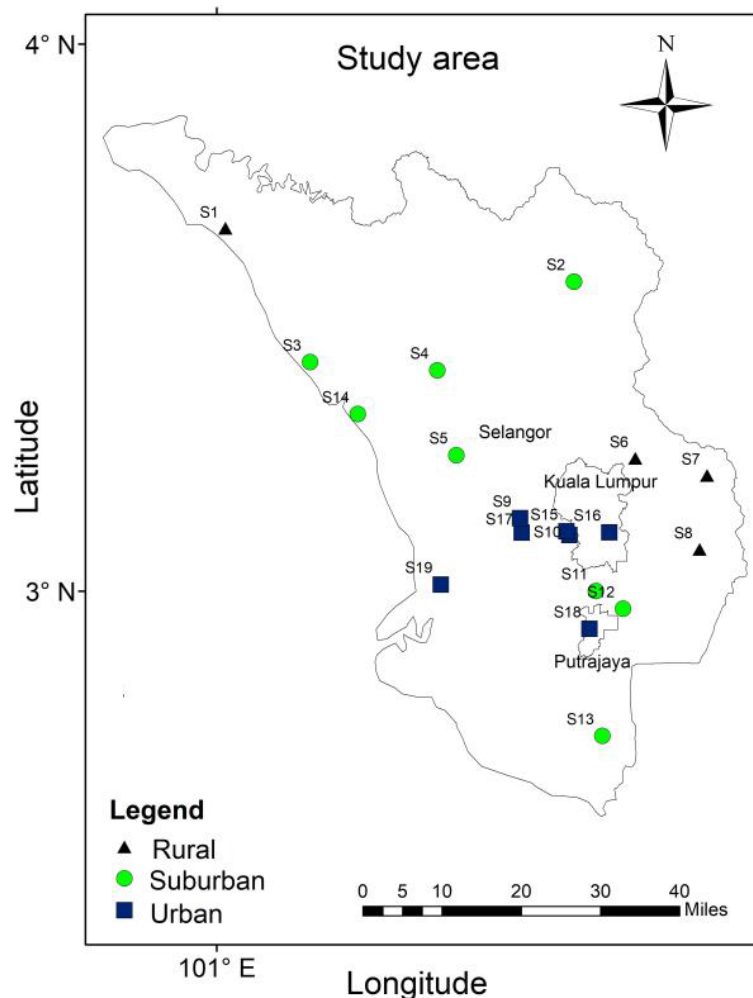 4° N
Study area
N
S1
S2
S3
S4
S14
S5
Selangor
S6
S7
Kuala Lumpur
S9
S15
S16
S17
S10
S8
S19
S11
S12
3° N
S18
Putrajaya
S13
Latitude
Legend
Rural
Suburban
Urban
0 5 10 20 30 40
Miles
101° E
Longitude